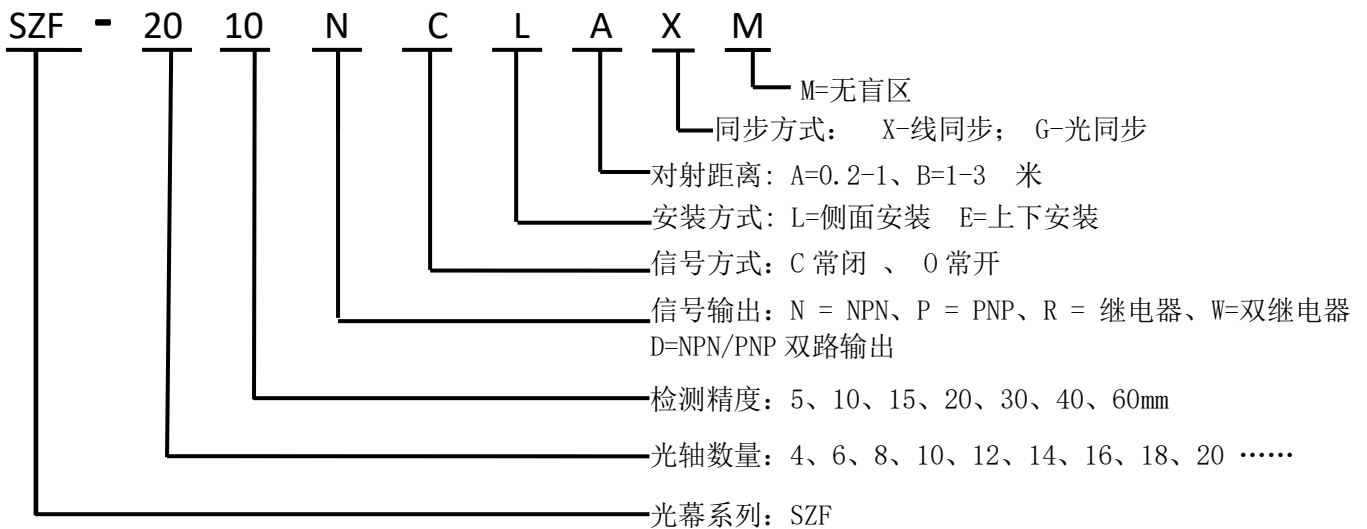 SZF - 20 10 N C L A X M
M=无盲区
同步方式： X-线同步； G-光同步
对射距离: A=0.2-1、B=1-3 米
安装方式: L=侧面安装 E=上下安装
信号方式: C 常闭 、 O 常开
信号输出: N = NPN、P = PNP、R = 继电器、W=双继电器
D=NPN/PNP 双路输出
检测精度: 5、10、15、20、30、40、60mm
光轴数量: 4、6、8、10、12、14、16、18、20 ……
光幕系列: SZF